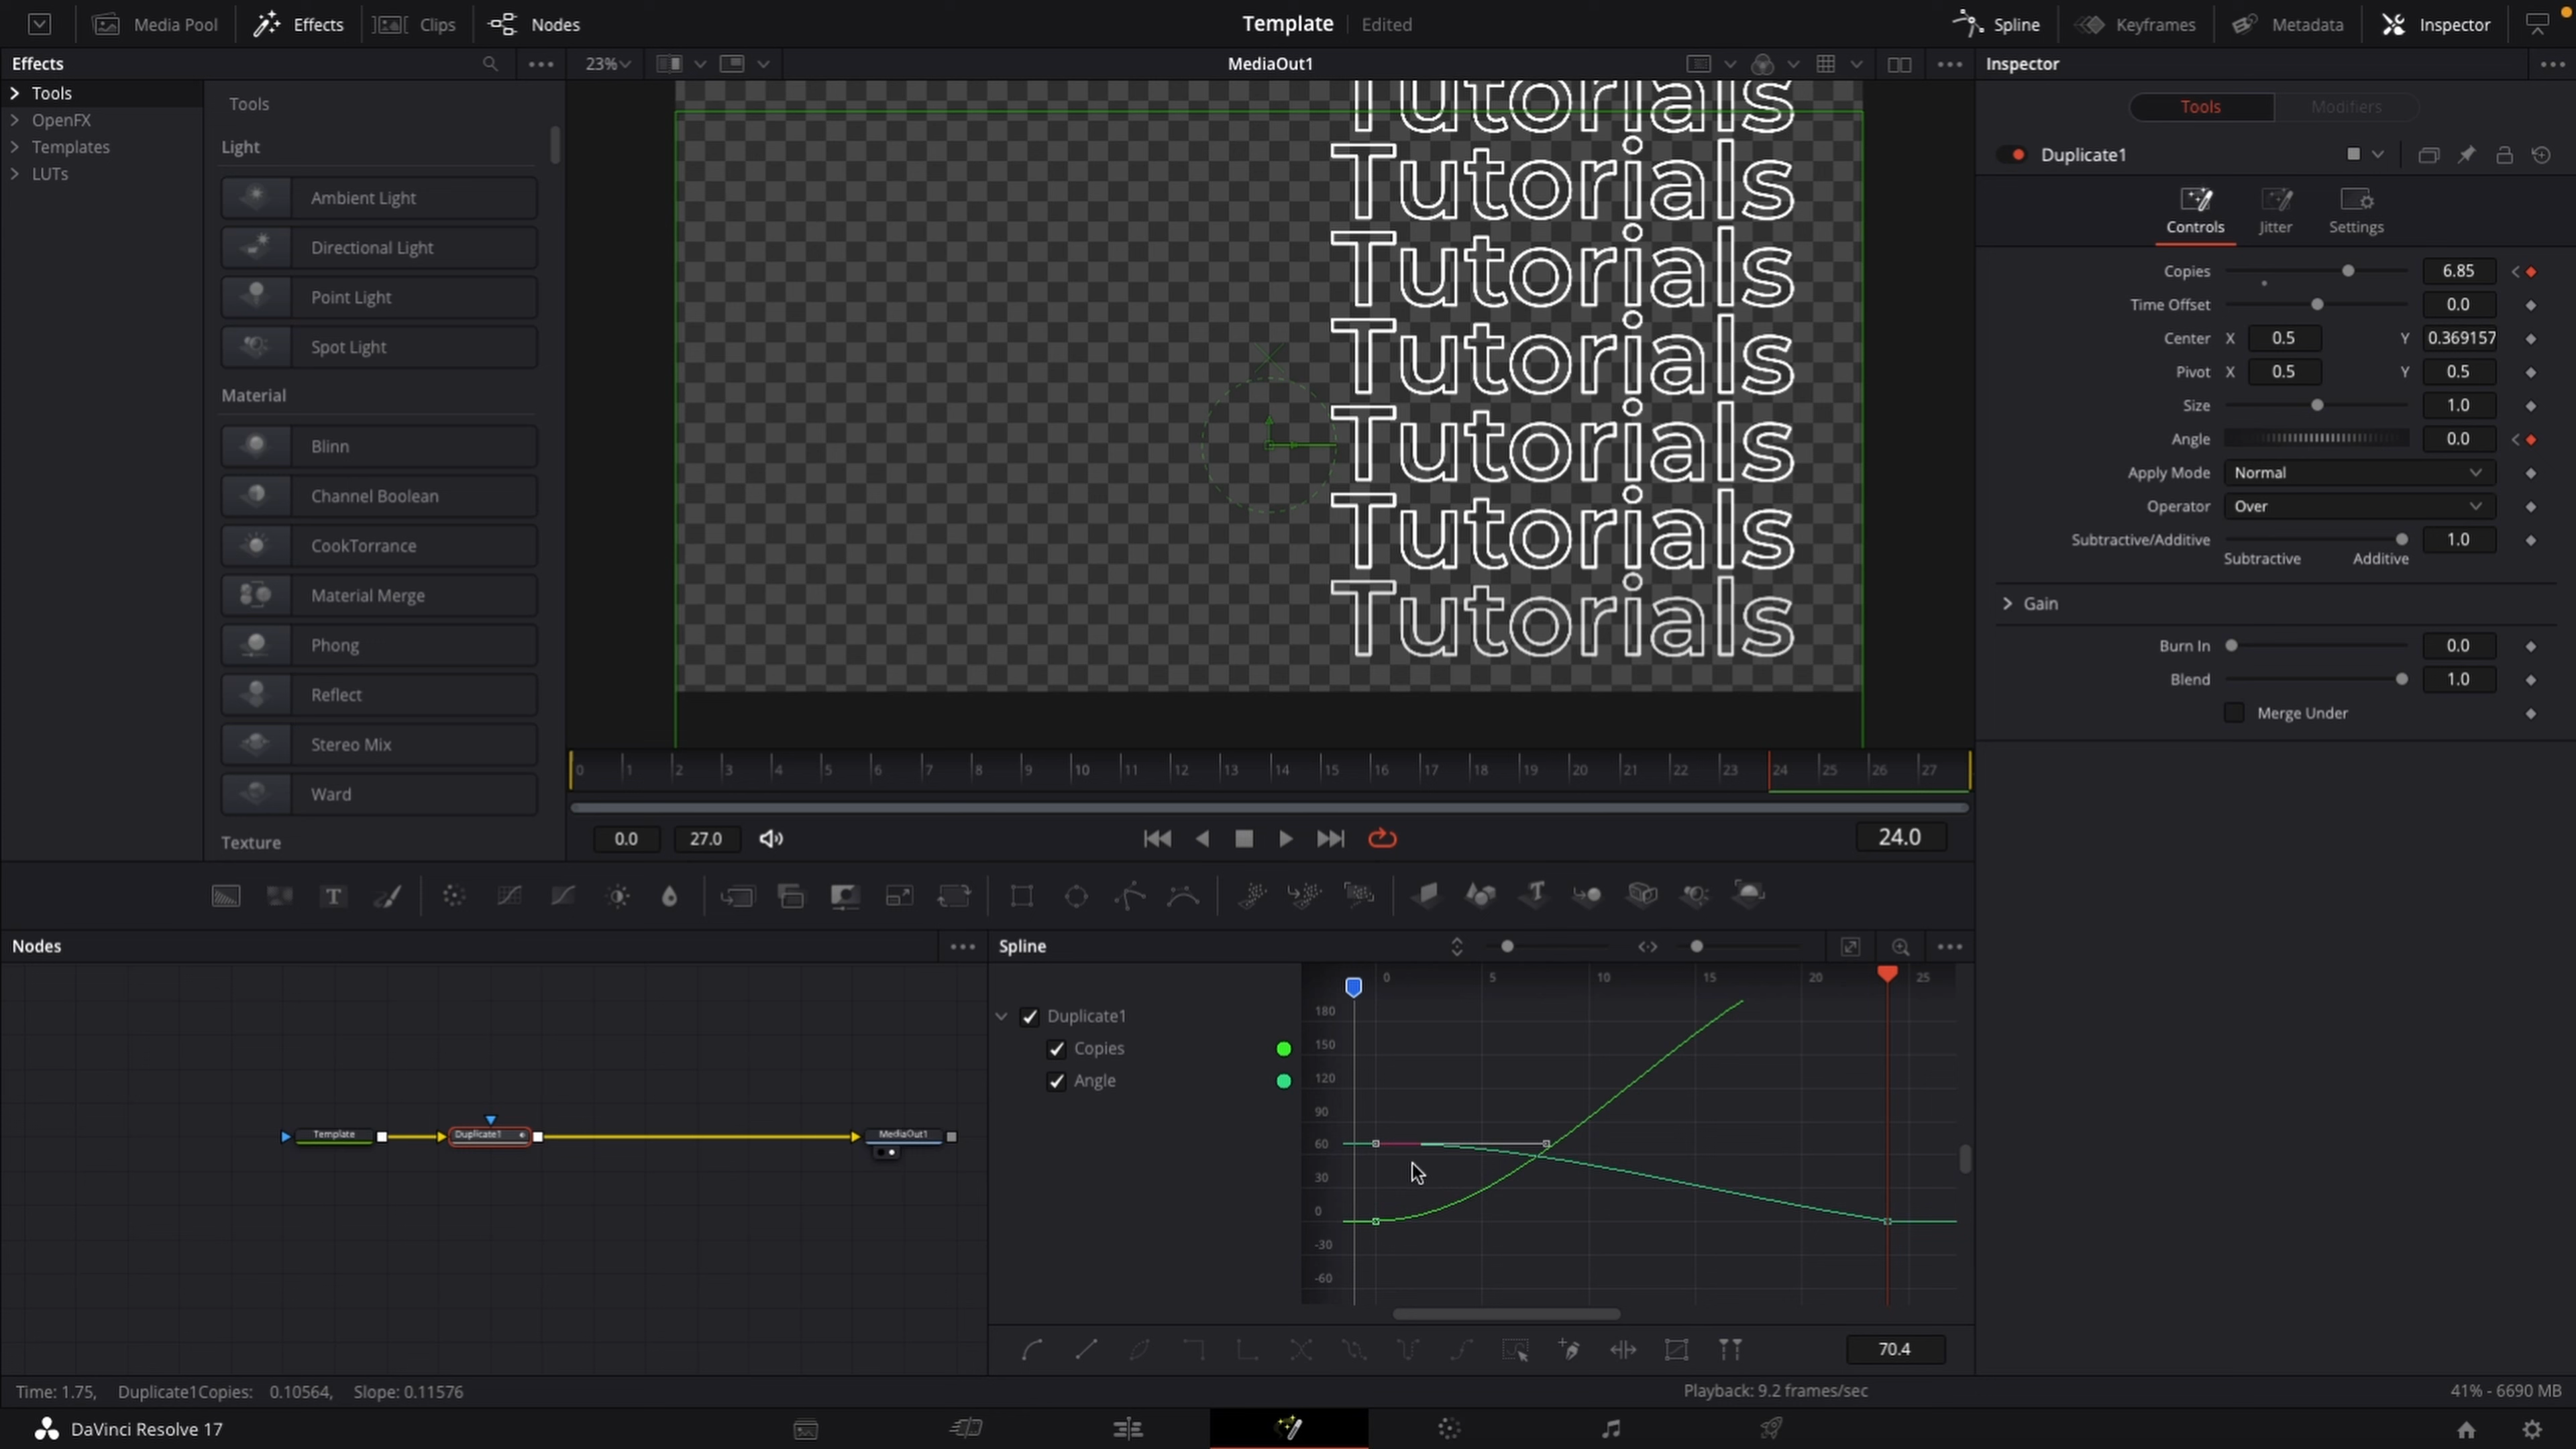 Media Pool Effects Clips Nodes Template Edited Spline Keyframes Metadata Inspector
Effects 23% MediaOut1 Inspector
Tools
OpenFX
Templates
LUTs
Tools
Light
Ambient Light
Directional Light
Point Light
Spot Light
Material
Blinn
Channel Boolean
CookTorrance
Material Merge
Phong
Reflect
Stereo Mix
Ward
Texture
Tutorials
Tutorials
Tutorials
Tutorials
Tutorials
Tutorials
Tutorials
0 1 2 3 4 5 6 7 8 9 10 11 12 13 14 15 16 17 18 19 20 21 22 23 24 25 26 27
0.0 27.0 24.0
Tools Modifiers
Duplicate1
Controls Jitter Settings
Copies 6.85
Time Offset 0.0
Center X 0.5 Y 0.369157
Pivot X 0.5 Y 0.5
Size 1.0
Angle 0.0
Apply Mode Normal
Operator Over
Subtractive/Additive 1.0
Subtractive Additive
Gain
Burn In 0.0
Blend 1.0
Merge Under
T
T
Nodes
Template Duplicate1 MediaOut1
Spline
Duplicate1
Copies
Angle
0 5 10 15 20 25
180
150
120
90
60
30
0
-30
-60
70.4
Time: 1.75, Duplicate1Copies: 0.10564, Slope: 0.11576 Playback: 9.2 frames/sec 41% - 6690 MB
DaVinci Resolve 17